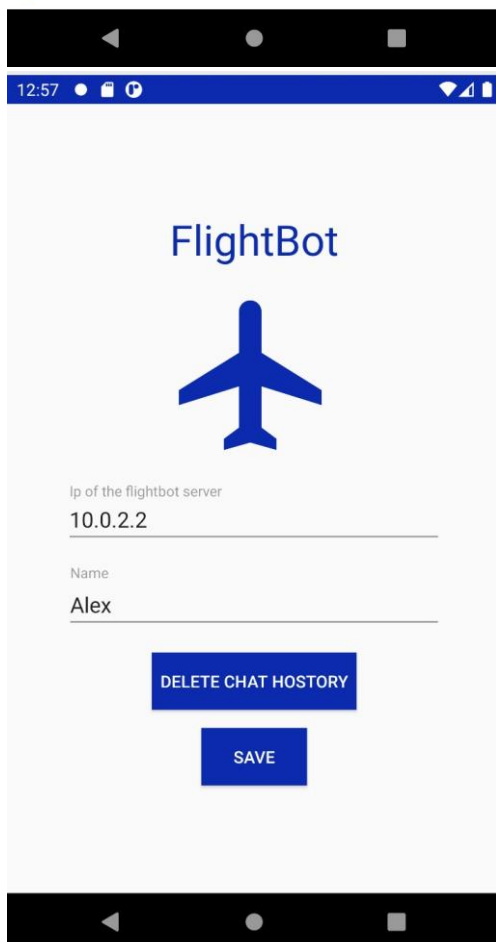 12:57
FlightBot
Ip of the flightbot server
10.0.2.2
Name
Alex
DELETE CHAT HOSTORY
SAVE